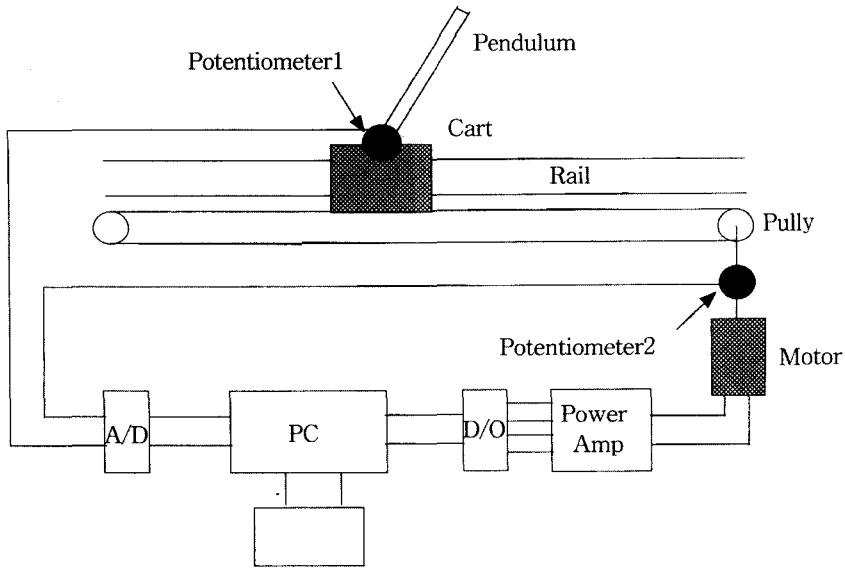 Pendulum
Potentiometer1
Cart
Rail
Pully
Potentiometer2
Motor
A/D
PC
D/O
Power
Amp